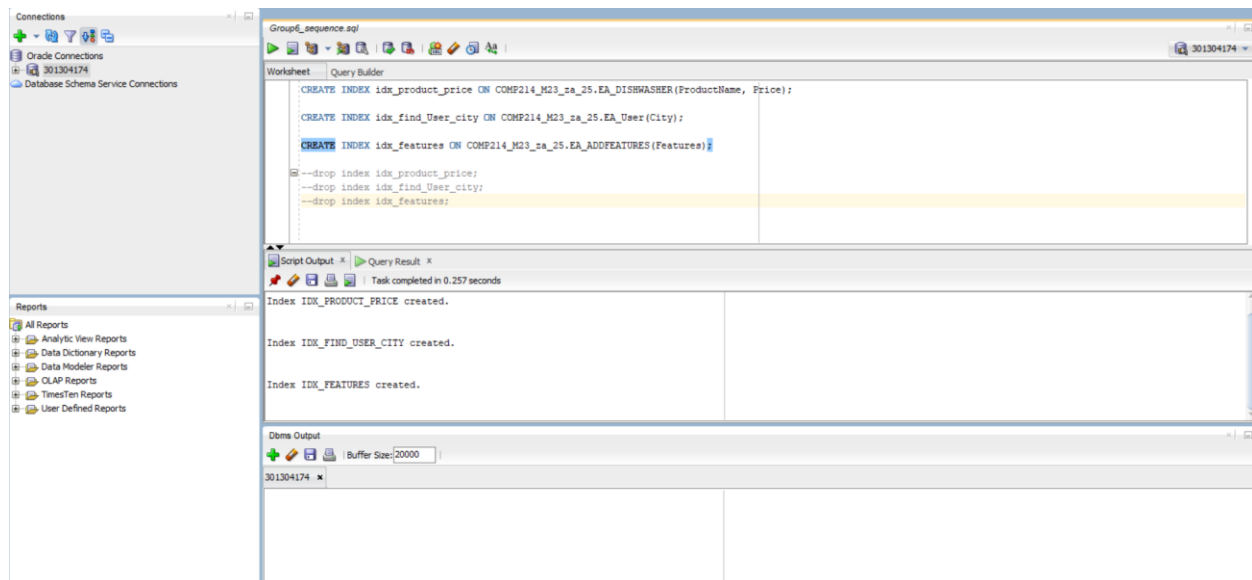 Connections
Oracle Connections
301304174
Database Schema Service Connections
Reports
All Reports
Analytic View Reports
Data Dictionary Reports
Data Modeler Reports
OLAP Reports
TimesTen Reports
User Defined Reports
Group6_sequence.sql
301304174
Worksheet Query Builder
CREATE INDEX idx_product_price ON COMP214_M23_za_25.EA_DISHWASHER(ProductName, Price);
CREATE INDEX idx_find_User_city ON COMP214_M23_za_25.EA_User(City);
CREATE INDEX idx_features ON COMP214_M23_za_25.EA_ADDFEATURES(Features);
--drop index idx_product_price;
--drop index idx_find_User_city;
--drop index idx_features;
Script Output x Query Result x
Task completed in 0.257 seconds
Index IDX_PRODUCT_PRICE created.
Index IDX_FIND_USER_CITY created.
Index IDX_FEATURES created.
Dbms Output
Buffer Size: 20000
301304174 x